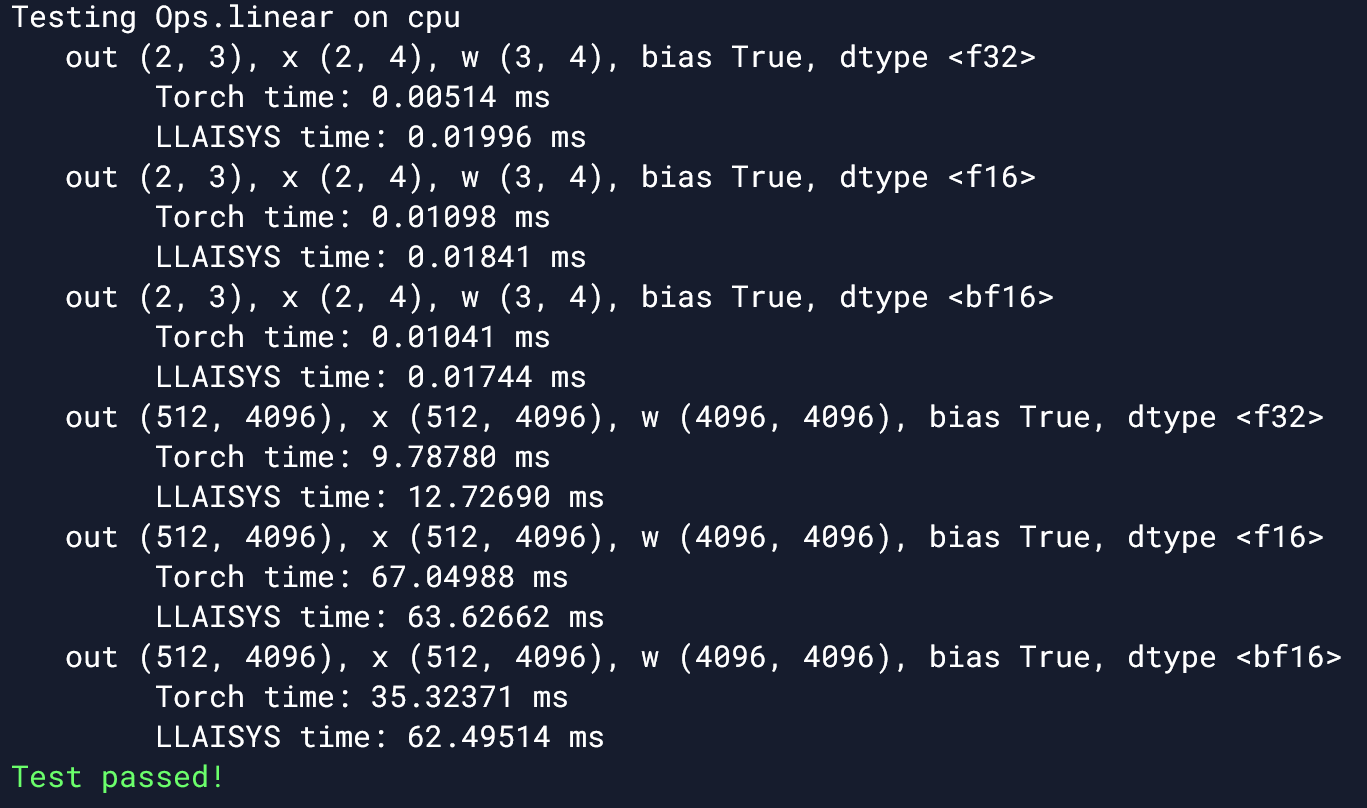 Testing Ops.linear on cpu
out (2, 3), x (2, 4), w (3, 4), bias True, dtype <f32>
Torch time: 0.00514 ms
LLAISYS time: 0.01996 ms
out (2, 3), x (2, 4), w (3, 4), bias True, dtype <f16>
Torch time: 0.01098 ms
LLAISYS time: 0.01841 ms
out (2, 3), x (2, 4), w (3, 4), bias True, dtype <bf16>
Torch time: 0.01041 ms
LLAISYS time: 0.01744 ms
out (512, 4096), x (512, 4096), w (4096, 4096), bias True, dtype <f32>
Torch time: 9.78780 ms
LLAISYS time: 12.72690 ms
out (512, 4096), x (512, 4096), w (4096, 4096), bias True, dtype <f16>
Torch time: 67.04988 ms
LLAISYS time: 63.62662 ms
out (512, 4096), x (512, 4096), w (4096, 4096), bias True, dtype <bf16>
Torch time: 35.32371 ms
LLAISYS time: 62.49514 ms
Test passed!